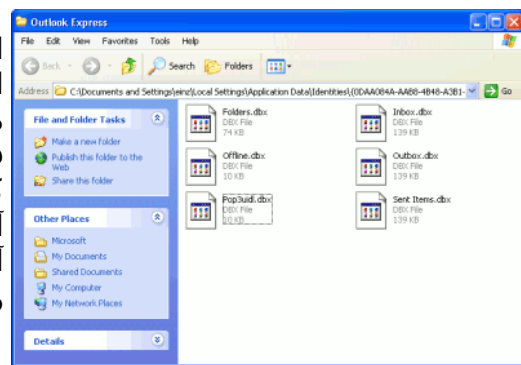 Outlook Express
File Edit View Favorites Tools Help
Back Search Folders
Address C:\Documents and Settings\einz\Local Settings\Application Data\Identities\{0DAA084A-AAB8-4B48-A3B1- Go
File and Folder Tasks
Make a new folder
Publish this folder to the
Web
Share this folder
Other Places
Microsoft
My Documents
Shared Documents
My Computer
My Network Places
Details
Folders.dbx
DBX File
74 KB
Inbox.dbx
DBX File
139 KB
Offline.dbx
DBX File
10 KB
Outbox.dbx
DBX File
139 KB
Pop3uidl.dbx
DBX File
10 KB
Sent Items.dbx
DBX File
139 KB